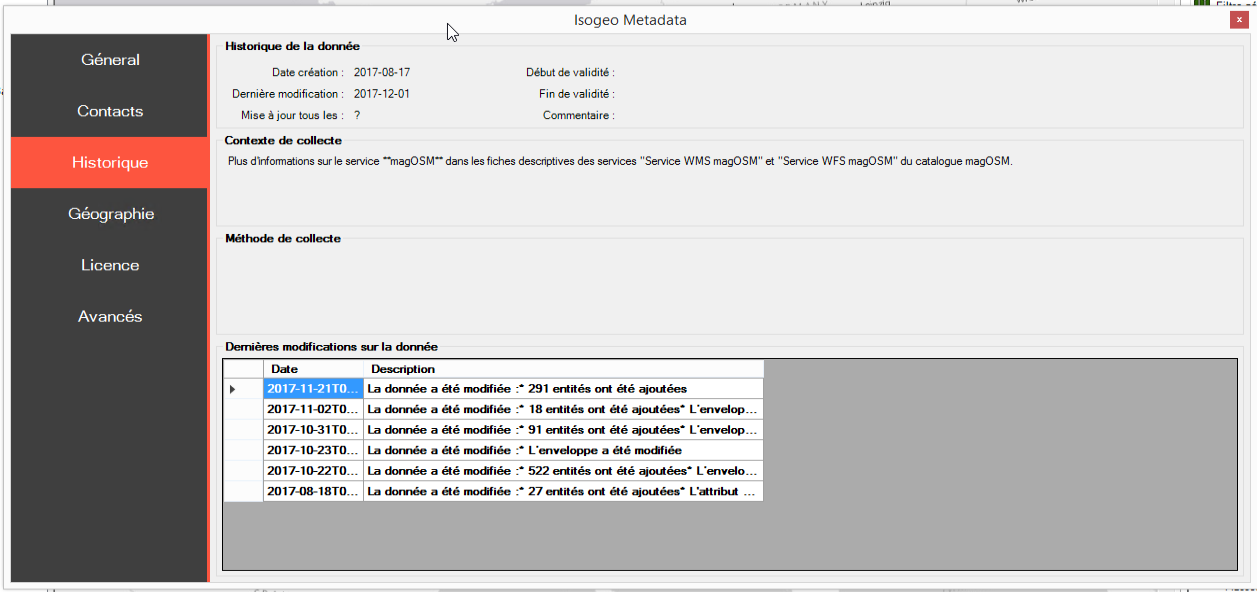 Isogeo Metadata
x
Géneral
Contacts
Historique
Géographie
Licence
Avancés
Historique de la donnée
Date création : 2017-08-17 Début de validité :
Dernière modification : 2017-12-01 Fin de validité :
Mise à jour tous les : ? Commentaire :
Contexte de collecte
Plus d'informations sur le service **magOSM** dans les fiches descriptives des services "Service WMS magOSM" et "Service WFS magOSM" du catalogue magOSM.
Méthode de collecte
Dernières modifications sur la donnée
Date Description
2017-11-21T0... La donnée a été modifiée :* 291 entités ont été ajoutées
2017-11-02T0... La donnée a été modifiée :* 18 entités ont été ajoutées* L'envelop...
2017-10-31T0... La donnée a été modifiée :* 91 entités ont été ajoutées* L'envelop...
2017-10-23T0... La donnée a été modifiée :* L'enveloppe a été modifiée
2017-10-22T0... La donnée a été modifiée :* 522 entités ont été ajoutées* L'envelo...
2017-08-18T0... La donnée a été modifiée :* 27 entités ont été ajoutées* L'attribut ...